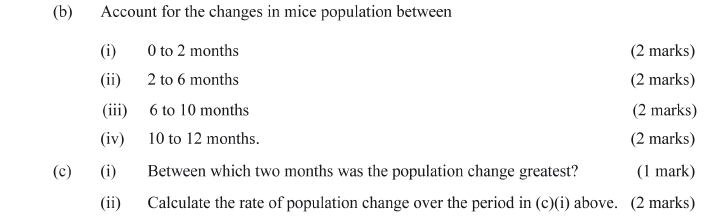 (b) Account for the changes in mice population between
(i) 0 to 2 months (2 marks)
(ii) 2 to 6 months (2 marks)
(iii) 6 to 10 months (2 marks)
(iv) 10 to 12 months. (2 marks)
(c) (i) Between which two months was the population change greatest? (1 mark)
(ii) Calculate the rate of population change over the period in (c)(i) above. (2 marks)